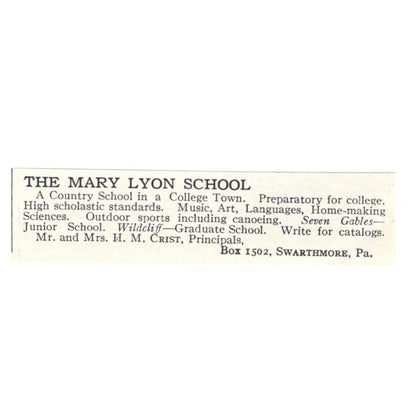 THE MARY LYON SCHOOL
A Country School in a College Town. Preparatory for college.
High scholastic standards. Music, Art, Languages, Home-making
Sciences. Outdoor sports including canoeing. Seven Gables—
Junior School. Wildcliff—Graduate School. Write for catalogs.
Mr. and Mrs. H. M. CRIST, Principals,
Box 1502, SWARTHMORE, Pa.